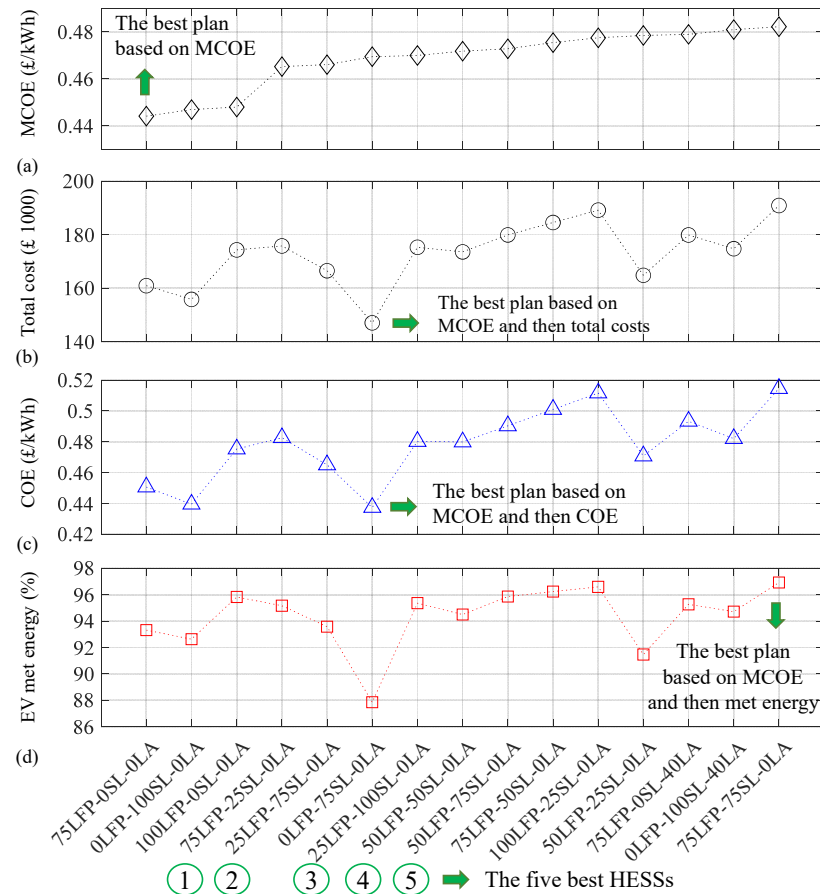 MCOE (£/kWh)
0.48
0.46
0.44
The best plan
based on MCOE
(a)
Total cost (£ 1000)
200
180
160
140
The best plan based on
MCOE and then total costs
(b)
COE (£/kWh)
0.52
0.5
0.48
0.46
0.44
0.42
The best plan based on
MCOE and then COE
(c)
EV met energy (%)
98
96
94
92
90
88
86
The best plan
based on MCOE
and then met energy
(d)
75LFP-0SL-0LA
0LFP-100SL-0LA
100LFP-0SL-0LA
75LFP-25SL-0LA
25LFP-75SL-0LA
0LFP-75SL-0LA
25LFP-100SL-0LA
50LFP-50SL-0LA
50LFP-75SL-0LA
75LFP-50SL-0LA
100LFP-25SL-0LA
50LFP-25SL-0LA
75LFP-0SL-40LA
0LFP-100SL-40LA
75LFP-75SL-0LA
1 2 3 4 5 The five best HESSs